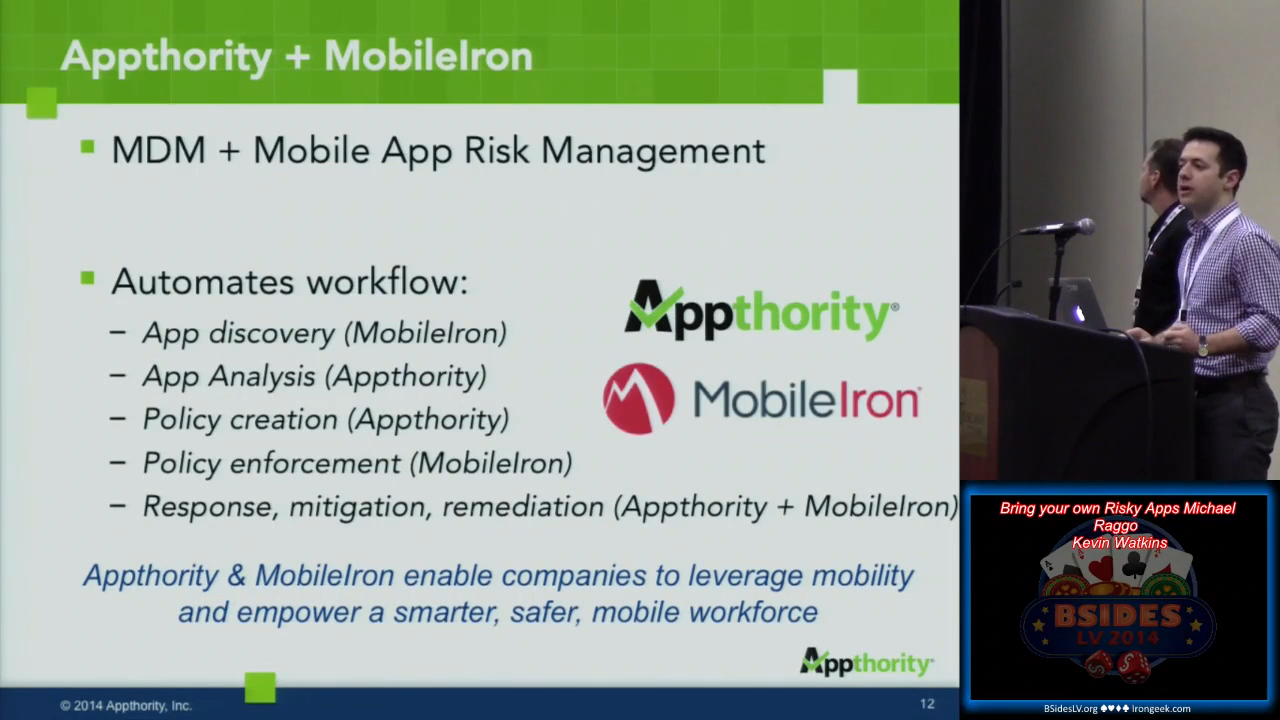 Appthority + MobileIron
MDM + Mobile App Risk Management
Automates workflow:
– App discovery (MobileIron)
– App Analysis (Appthority)
– Policy creation (Appthority)
– Policy enforcement (MobileIron)
– Response, mitigation, remediation (Appthority + MobileIron)
Appthority®
MobileIron
Appthority & MobileIron enable companies to leverage mobility
and empower a smarter, safer, mobile workforce
Appthority
© 2014 Appthority, Inc.
12
Bring your own Risky Apps Michael
Raggo
Kevin Watkins
BSIDES
LV 2014
BSidesLV.org ♠♥♦♣ Irongeek.com